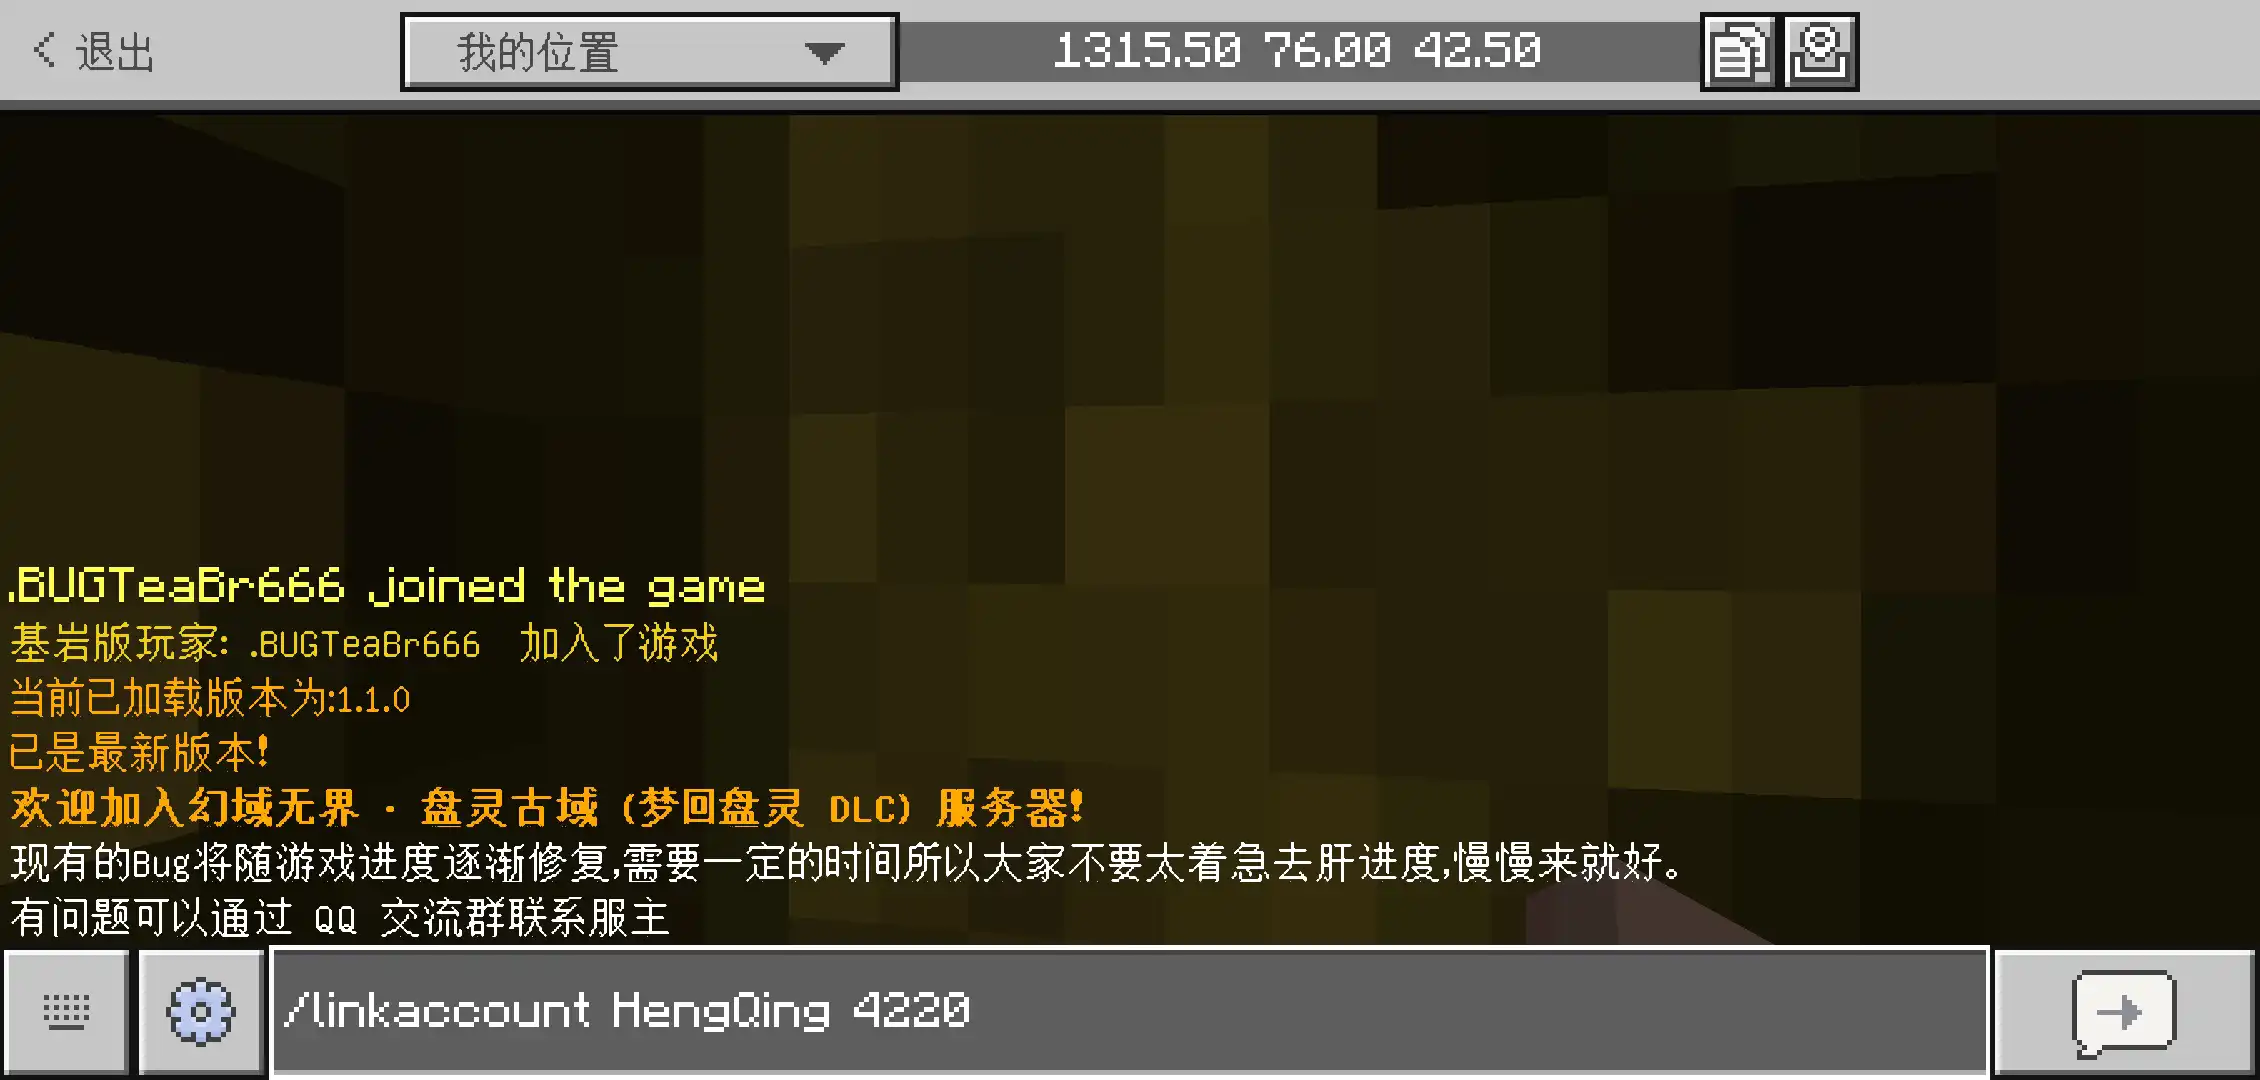 退出
我的位置
1315.50 76.00 42.50
.BUGTeaBr666 joined the game
基岩版玩家: .BUGTeaBr666 加入了游戏
当前已加载版本为:1.1.0
已是最新版本!
欢迎加入幻域无界 · 盘灵古域 (梦回盘灵 DLC) 服务器!
现有的Bug将随游戏进度逐渐修复,需要一定的时间所以大家不要太着急去肝进度,慢慢来就好。
有问题可以通过 QQ 交流群联系服主
/linkaccount HengQing 4220